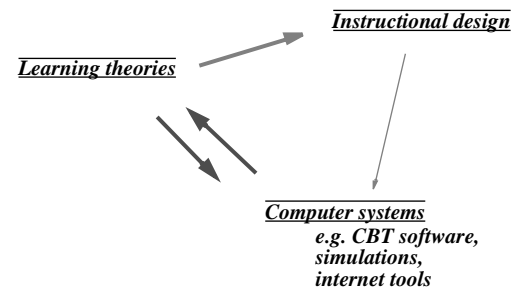 Instructional design
Learning theories
Computer systems
e.g. CBT software,
simulations,
internet tools